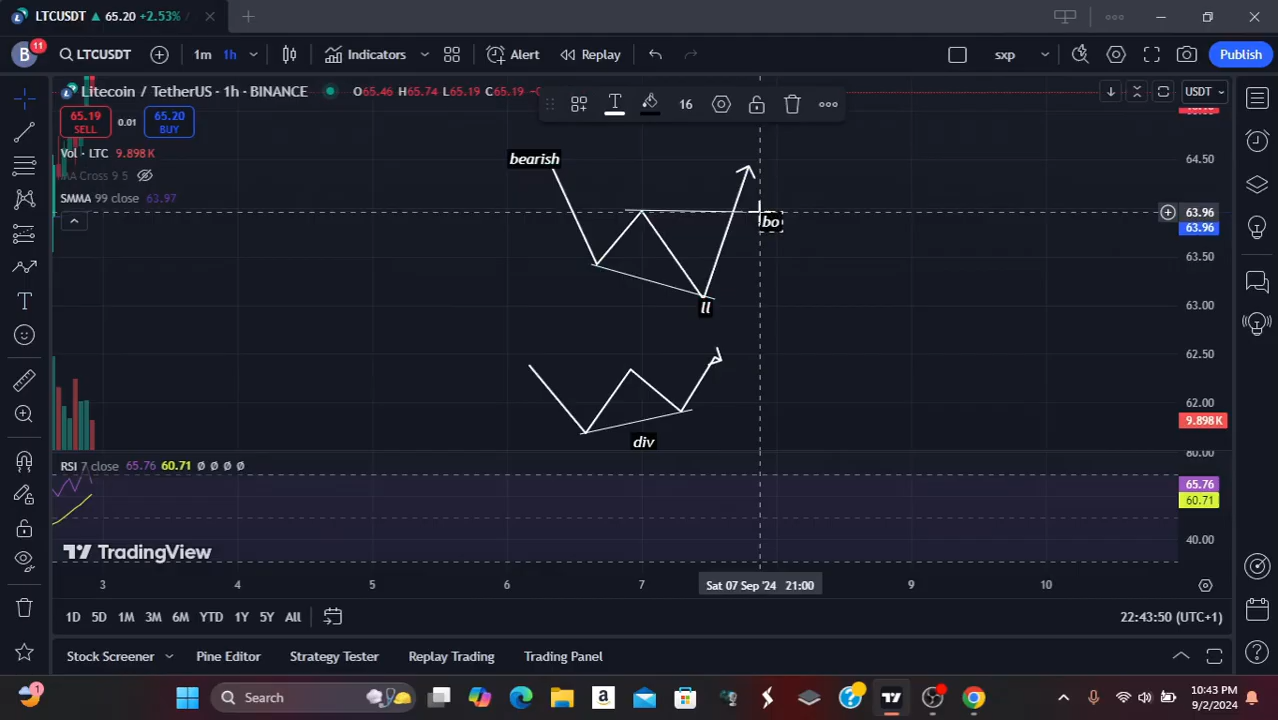 LTCUSDT ▲ 65.20 +2.53% /
B 11 LTCUSDT 1m 1h Indicators Alert Replay sxp Publish
Litecoin / TetherUS · 1h · BINANCE O65.46 H65.74 L65.19 C65.19 USDT
65.19 SELL 0.01 65.20 BUY
16
Vol · LTC 9.898K
MA Cross 9 5
SMMA 99 close 63.97
bearish
bo
ll
div
64.50
63.96
63.96
63.50
63.00
62.50
62.00
9.898K
80.00
RSI 7 close 65.76 60.71 Ø Ø Ø Ø
65.76
60.71
40.00
TradingView
3 4 5 6 7 Sat 07 Sep '24 21:00 9 10
1D 5D 1M 3M 6M YTD 1Y 5Y All 22:43:50 (UTC+1)
Stock Screener Pine Editor Strategy Tester Replay Trading Trading Panel
1 Search 10:43 PM
9/2/2024